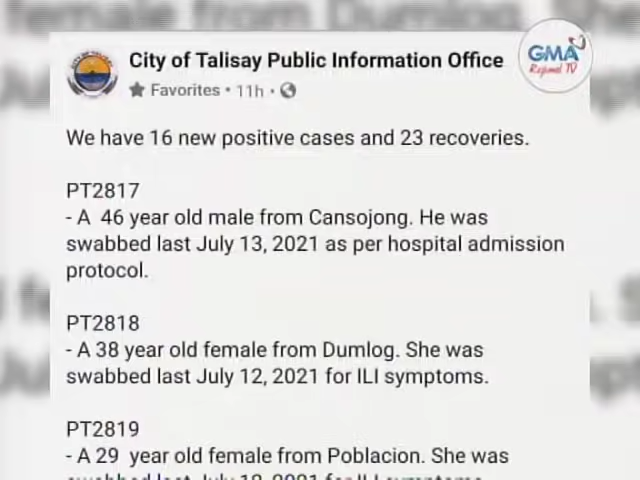 City of Talisay Public Information Office
Favorites • 11h •
GMA
Regional TV
We have 16 new positive cases and 23 recoveries.
PT2817
- A 46 year old male from Cansojong. He was
swabbed last July 13, 2021 as per hospital admission
protocol.
PT2818
- A 38 year old female from Dumlog. She was
swabbed last July 12, 2021 for ILI symptoms.
PT2819
- A 29 year old female from Poblacion. She was